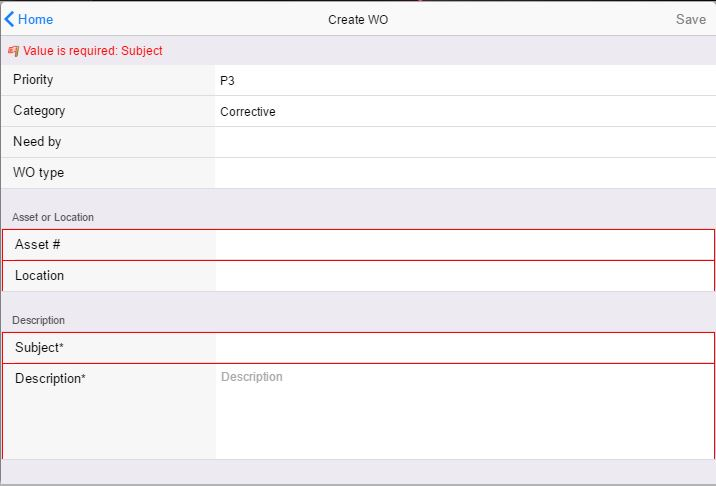 Home Create WO Save
Value is required: Subject
Priority P3
Category Corrective
Need by
WO type
Asset or Location
Asset #
Location
Description
Subject*
Description* Description